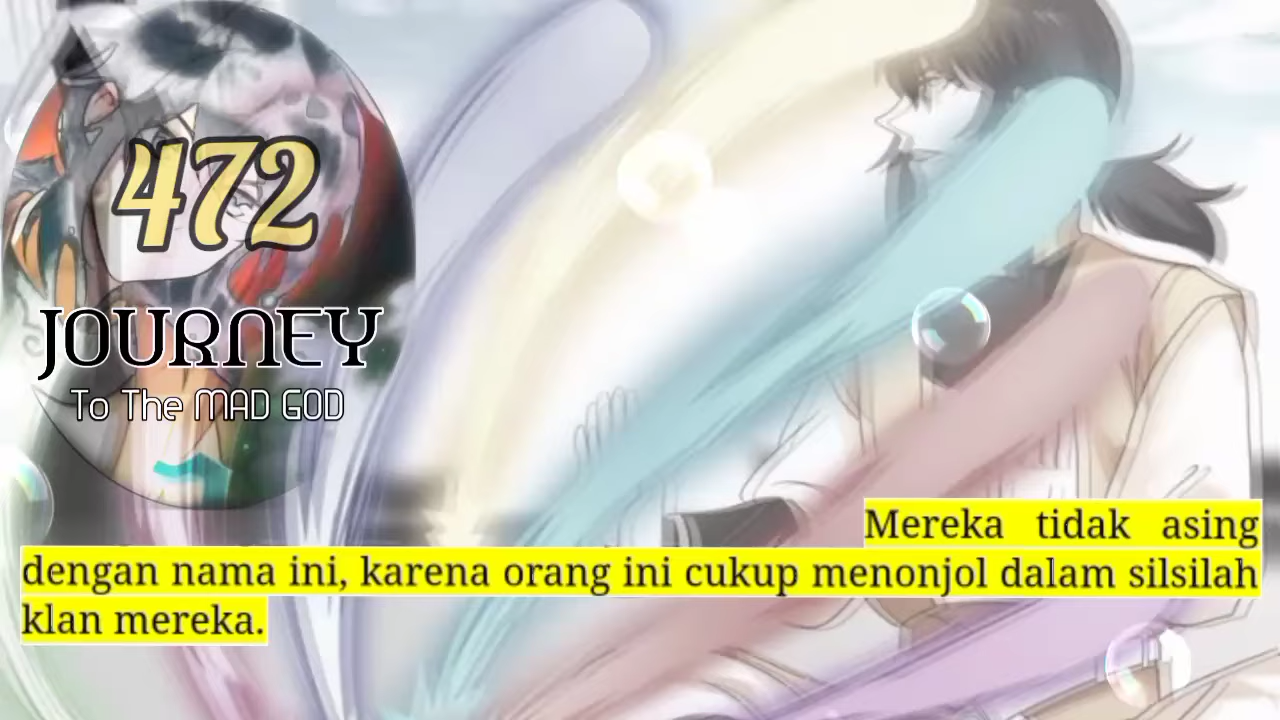 472
JOURNEY
To The MAD GOD
Mereka tidak asing
dengan nama ini, karena orang ini cukup menonjol dalam silsilah
klan mereka.